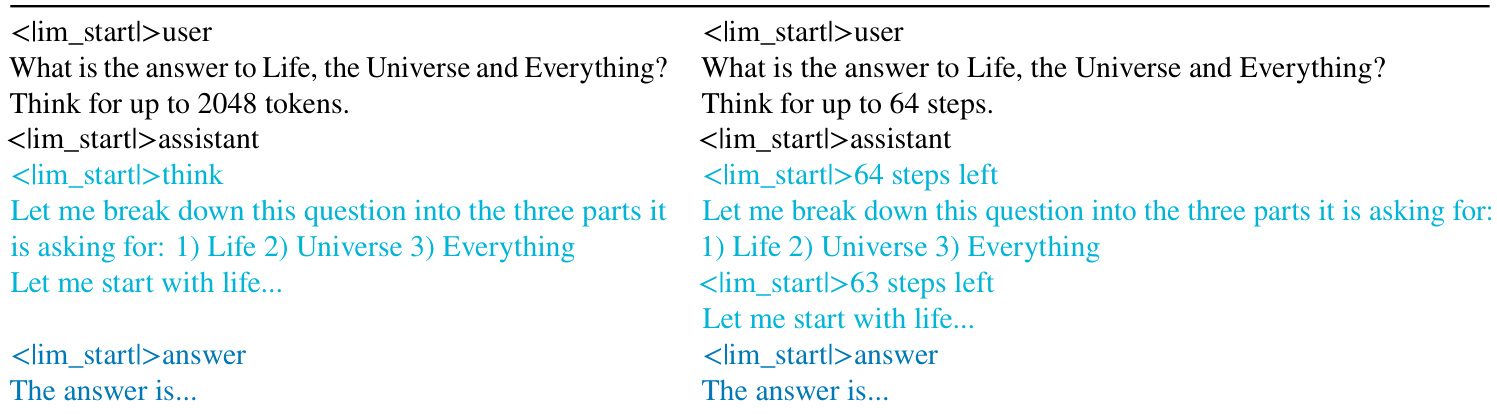 <|im_start|>user
What is the answer to Life, the Universe and Everything?
Think for up to 2048 tokens.
<|im_start|>assistant
<|im_start|>think
Let me break down this question into the three parts it
is asking for: 1) Life 2) Universe 3) Everything
Let me start with life...
<|im_start|>answer
The answer is...
<|im_start|>user
What is the answer to Life, the Universe and Everything?
Think for up to 64 steps.
<|im_start|>assistant
<|im_start|>64 steps left
Let me break down this question into the three parts it is asking for:
1) Life 2) Universe 3) Everything
<|im_start|>63 steps left
Let me start with life...
<|im_start|>answer
The answer is...